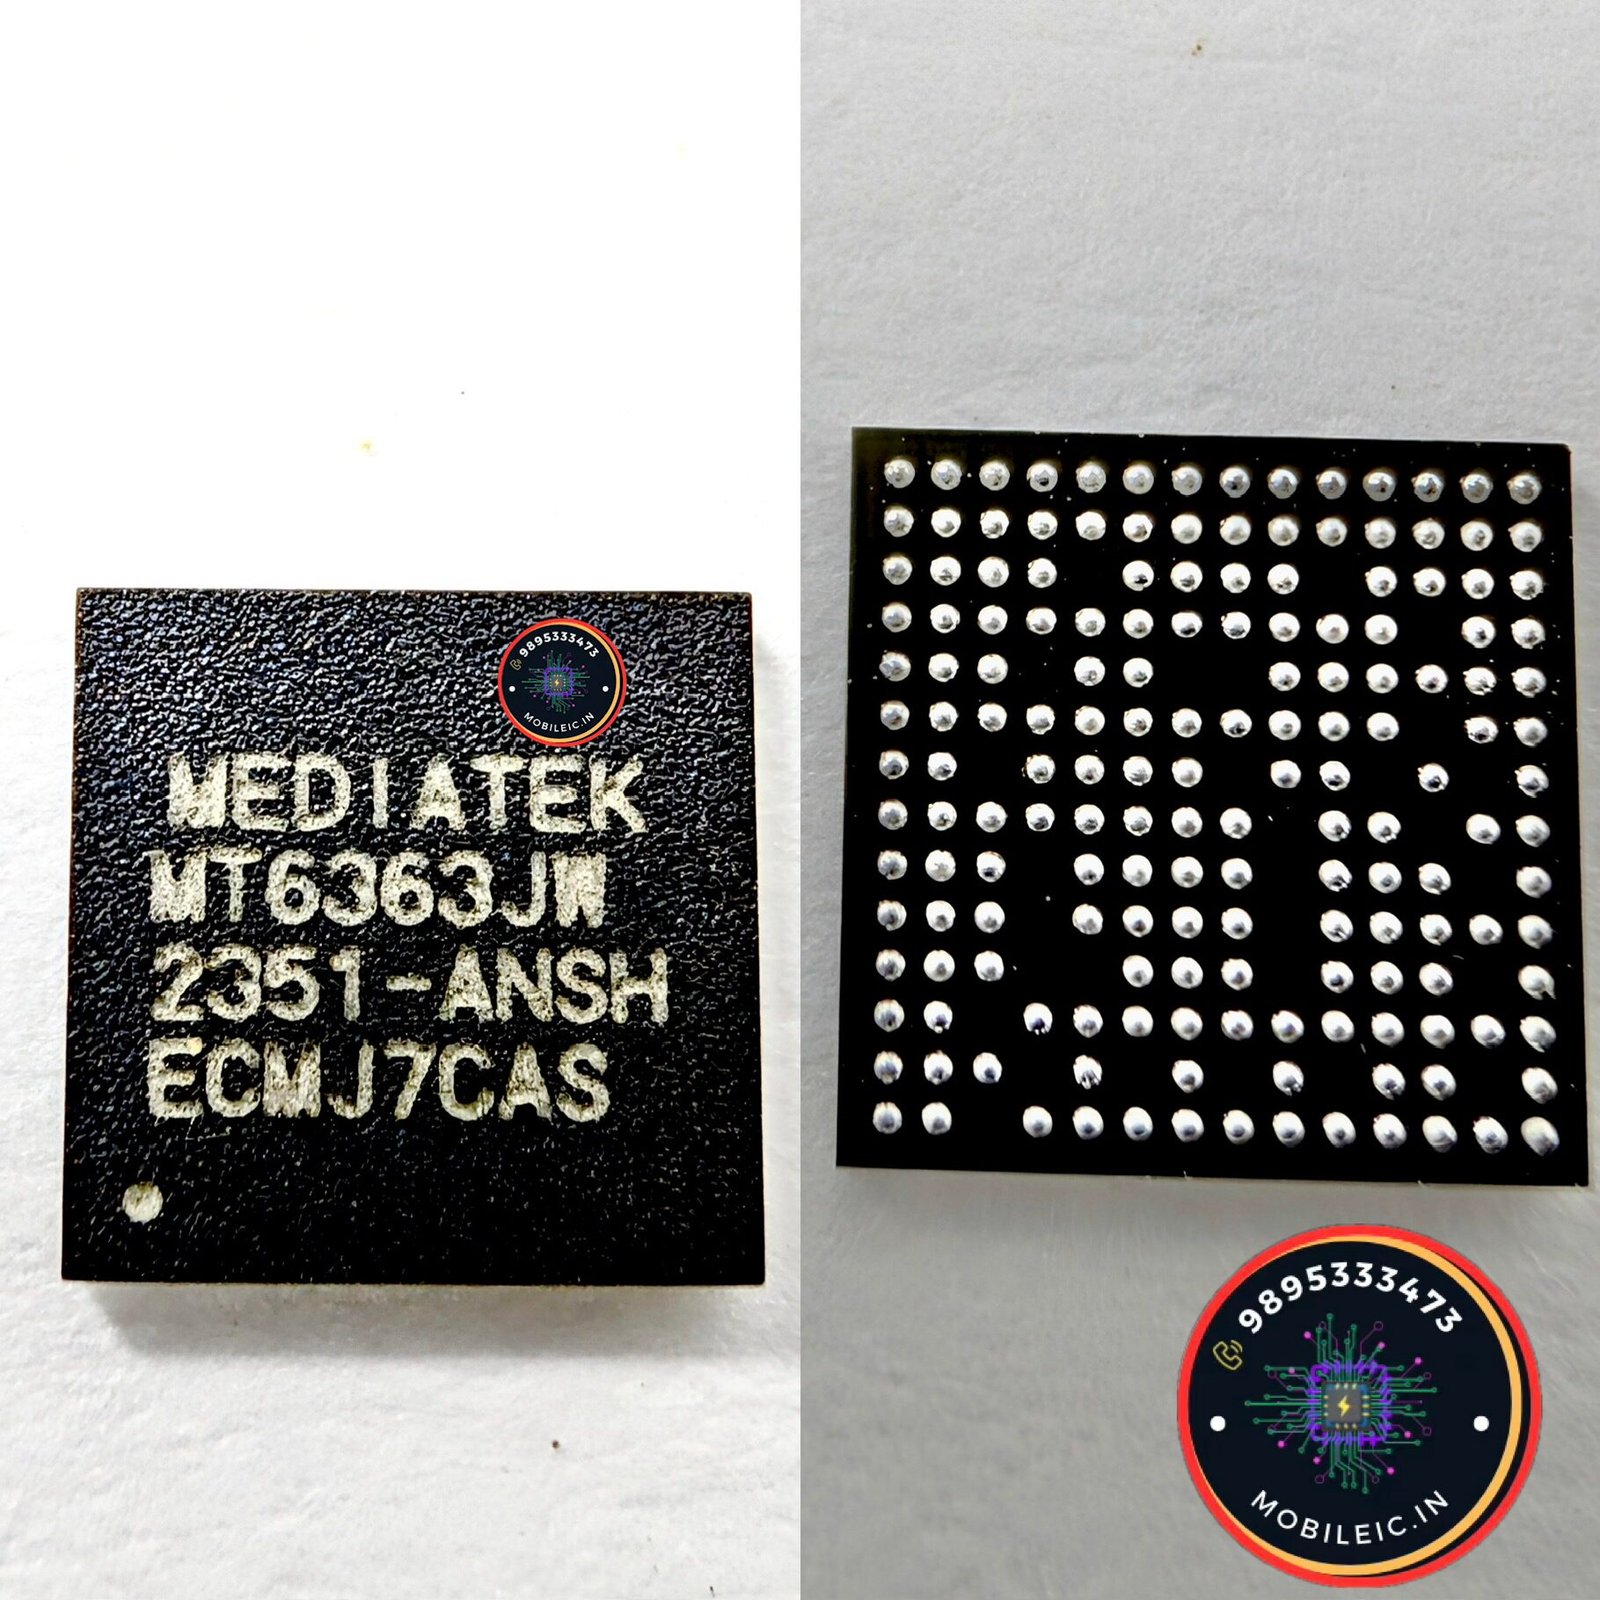 9895333473
MOBILEIC.IN
MEDIATEK
MT6363JW
2351-ANSH
ECMJ7CAS
9895333473
MOBILEIC.IN